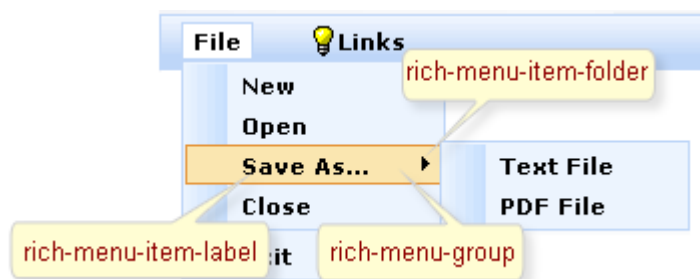 File Links
rich-menu-item-folder
New
Open
Save As... Text File
Close PDF File
rich-menu-item-label rich-menu-group